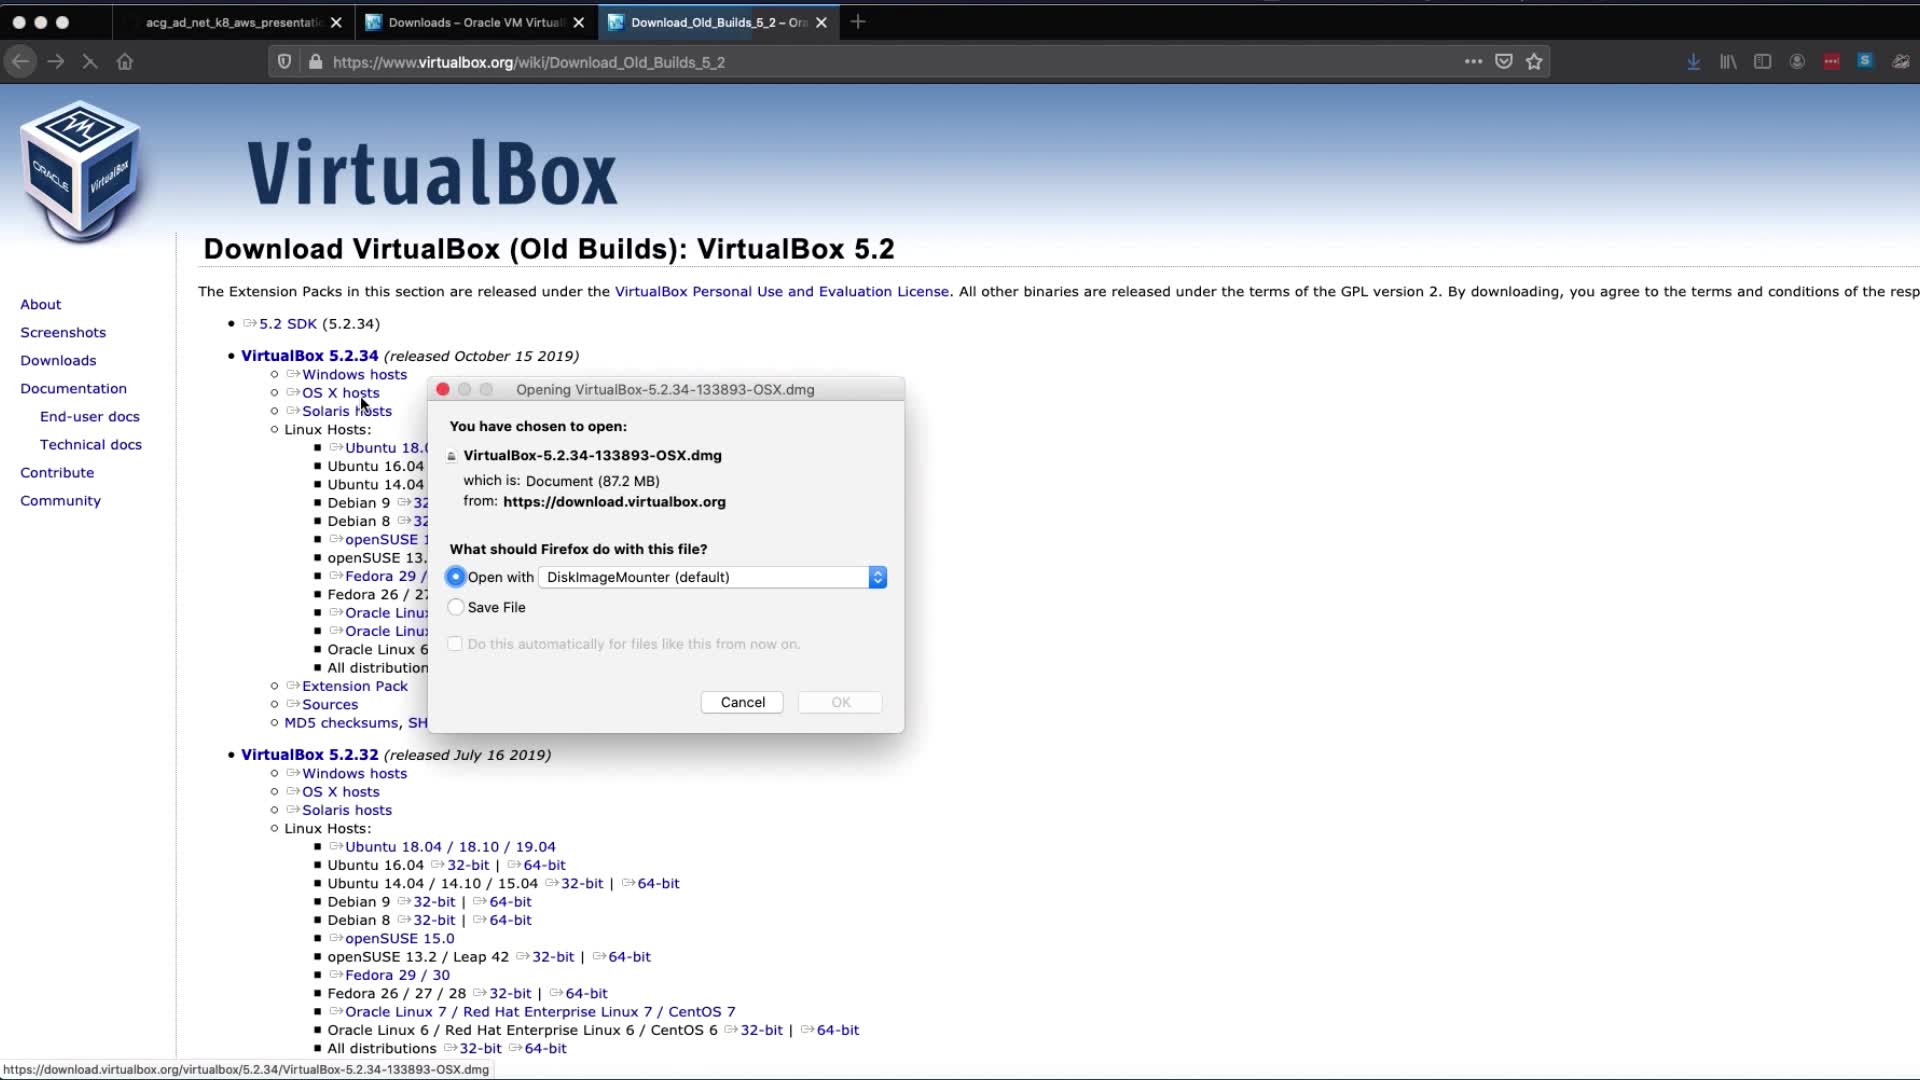 acg_ad_net_k8_aws_presentatic
Downloads – Oracle VM Virtual
Download_Old_Builds_5_2 – Ora
https://www.virtualbox.org/wiki/Download_Old_Builds_5_2
ORACLE
VirtualBox
VirtualBox
Download VirtualBox (Old Builds): VirtualBox 5.2
The Extension Packs in this section are released under the VirtualBox Personal Use and Evaluation License. All other binaries are released under the terms of the GPL version 2. By downloading, you agree to the terms and conditions of the resp
About
Screenshots
Downloads
Documentation
End-user docs
Technical docs
Contribute
Community
5.2 SDK (5.2.34)
VirtualBox 5.2.34 (released October 15 2019)
Windows hosts
OS X hosts
Solaris hosts
Linux Hosts:
Ubuntu 18.0
Ubuntu 16.04
Ubuntu 14.04
Debian 9 32
Debian 8 32
openSUSE 1
openSUSE 13.
Fedora 29 /
Fedora 26 / 27
Oracle Linux
Oracle Linux
Oracle Linux 6
All distribution
Extension Pack
Sources
MD5 checksums, SH
Opening VirtualBox-5.2.34-133893-OSX.dmg
You have chosen to open:
VirtualBox-5.2.34-133893-OSX.dmg
which is: Document (87.2 MB)
from: https://download.virtualbox.org
What should Firefox do with this file?
Open with DiskImageMounter (default)
Save File
Do this automatically for files like this from now on.
Cancel OK
VirtualBox 5.2.32 (released July 16 2019)
Windows hosts
OS X hosts
Solaris hosts
Linux Hosts:
Ubuntu 18.04 / 18.10 / 19.04
Ubuntu 16.04 32-bit | 64-bit
Ubuntu 14.04 / 14.10 / 15.04 32-bit | 64-bit
Debian 9 32-bit | 64-bit
Debian 8 32-bit | 64-bit
openSUSE 15.0
openSUSE 13.2 / Leap 42 32-bit | 64-bit
Fedora 29 / 30
Fedora 26 / 27 / 28 32-bit | 64-bit
Oracle Linux 7 / Red Hat Enterprise Linux 7 / CentOS 7
Oracle Linux 6 / Red Hat Enterprise Linux 6 / CentOS 6 32-bit | 64-bit
All distributions 32-bit 64-bit
https://download.virtualbox.org/virtualbox/5.2.34/VirtualBox-5.2.34-133893-OSX.dmg